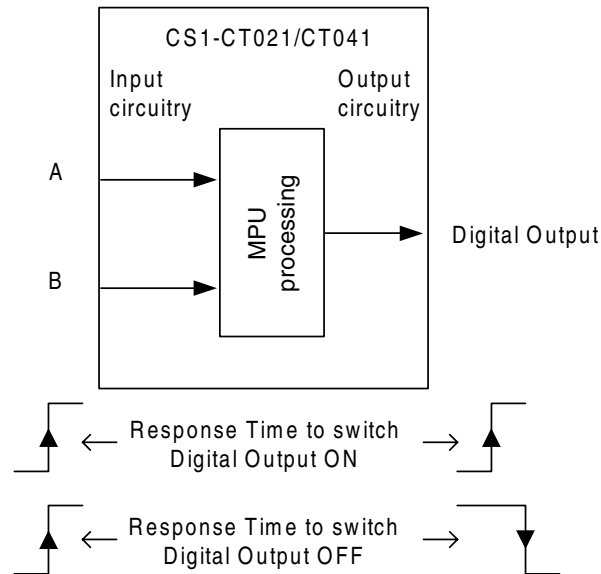 CS1-CT021/CT041
Input
circuitry
Output
circuitry
A
MPU
processing
Digital Output
B
Response Time to switch
Digital Output ON
Response Time to switch
Digital Output OFF